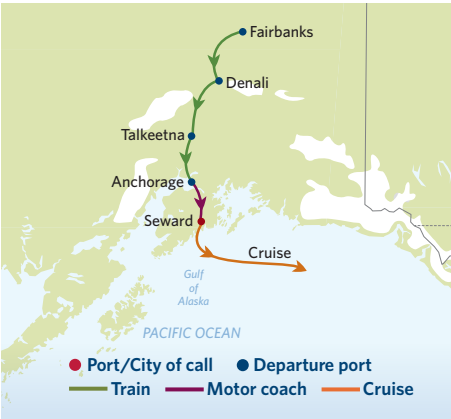 Fairbanks
Denali
Talkeetna
Anchorage
Seward
Cruise
Gulf
of
Alaska
PACIFIC OCEAN
Port/City of call Departure port
Train Motor coach Cruise